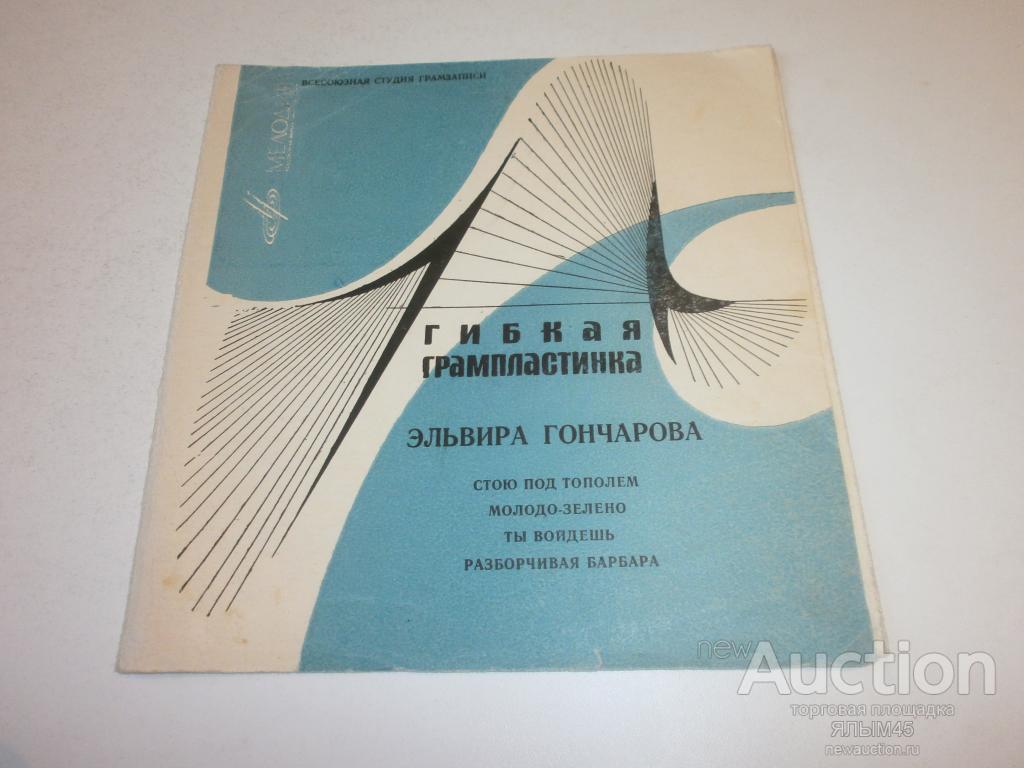 ВСЕСОЮЗНАЯ СТУДИЯ ГРАМЗАПИСИ
МЕЛОДИЯ
ГИБКАЯ
ГРАМПЛАСТИНКА
ЭЛЬВИРА ГОНЧАРОВА
СТОЮ ПОД ТОПОЛЕМ
МОЛОДО-ЗЕЛЕНО
ТЫ ВОЙДЕШЬ
РАЗБОРЧИВАЯ БАРБАРА
newAuction
торговая площадка
ЯЛЫМ45
newauction.ru